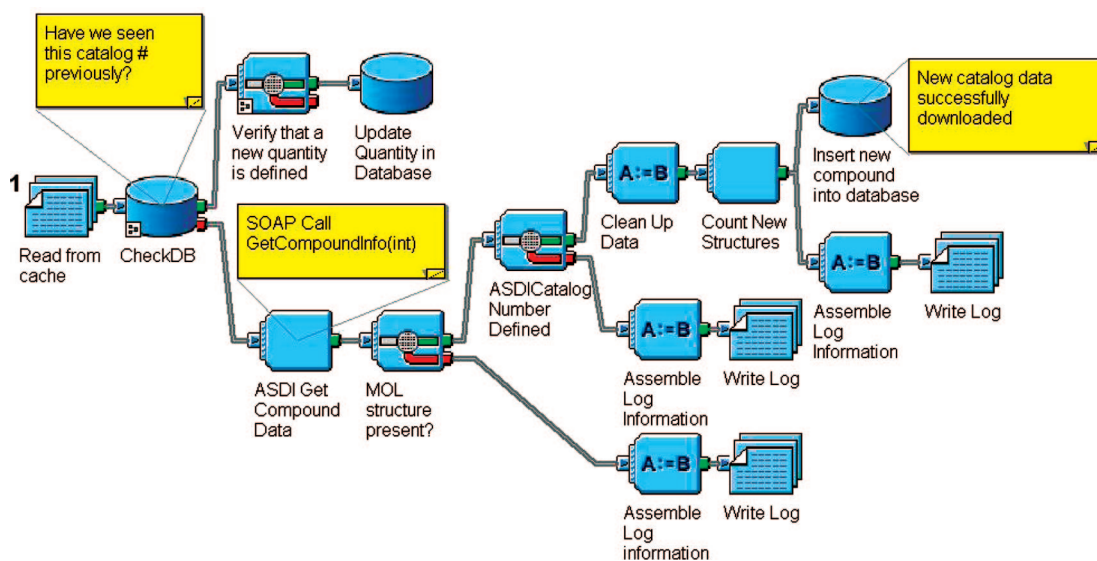 Have we seen
this catalog #
previously?
Verify that a
new quantity
is defined
Update
Quantity in
Database
New catalog data
successfully
downloaded
1
Read from
cache
CheckDB
SOAP Call
GetCompoundInfo(int)
A:=B
Clean Up
Data
Count New
Structures
Insert new
compound
into database
ASDICatalog
Number
Defined
A:=B
Assemble
Log
Information
Write Log
A:=B
Assemble
Log
Information
Write Log
ASDI Get
Compound
Data
MOL
structure
present?
A:=B
Assemble
Log
information
Write Log